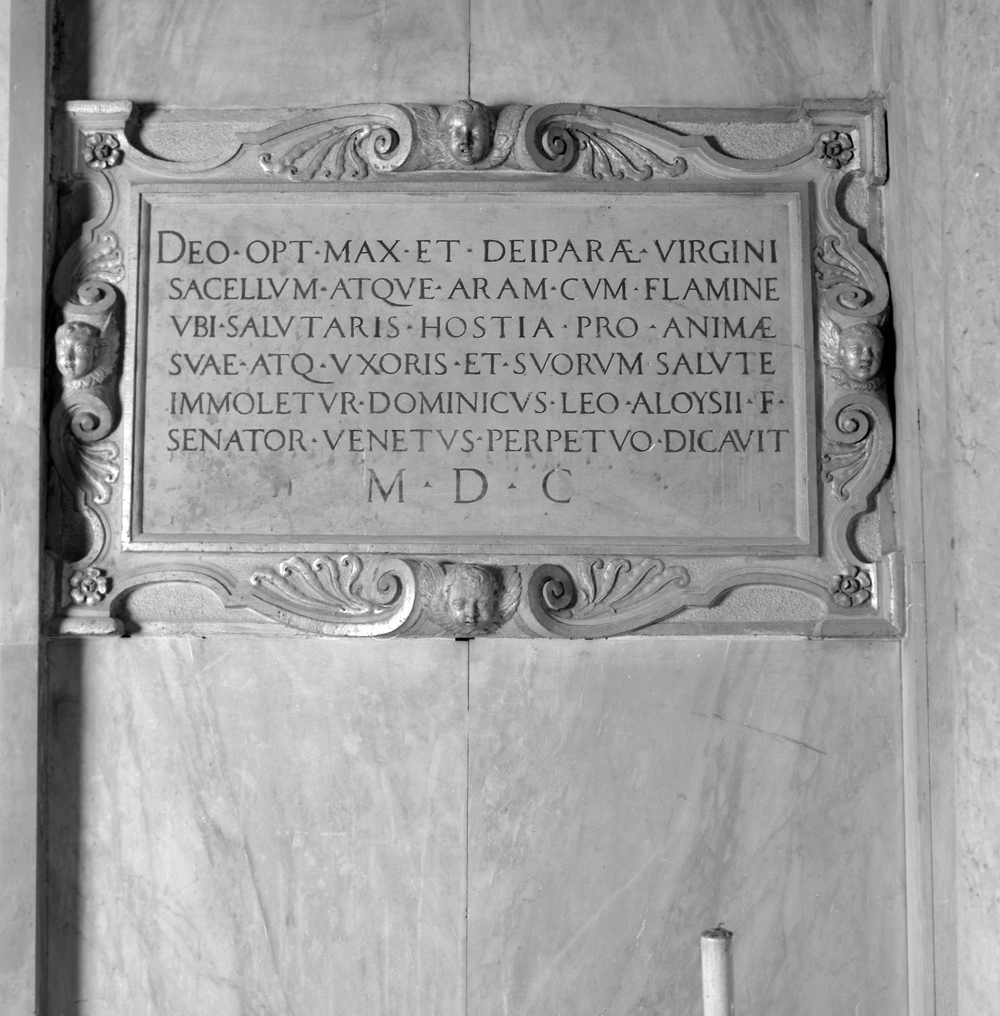 DEO·OPT·MAX·ET·DEIPARÆ·VIRGINI
SACELLVM·ATQVE·ARAM·CVM·FLAMINE
VBI·SALVTARIS·HOSTIA·PRO·ANIMÆ
SVAE·ATQ·VXORIS·ET·SVORVM SALVTE
IMMOLETVR·DOMINICVS·LEO·ALOYSII·F·
SENATOR·VENETVS·PERPETVO·DICAVIT
M·D·C